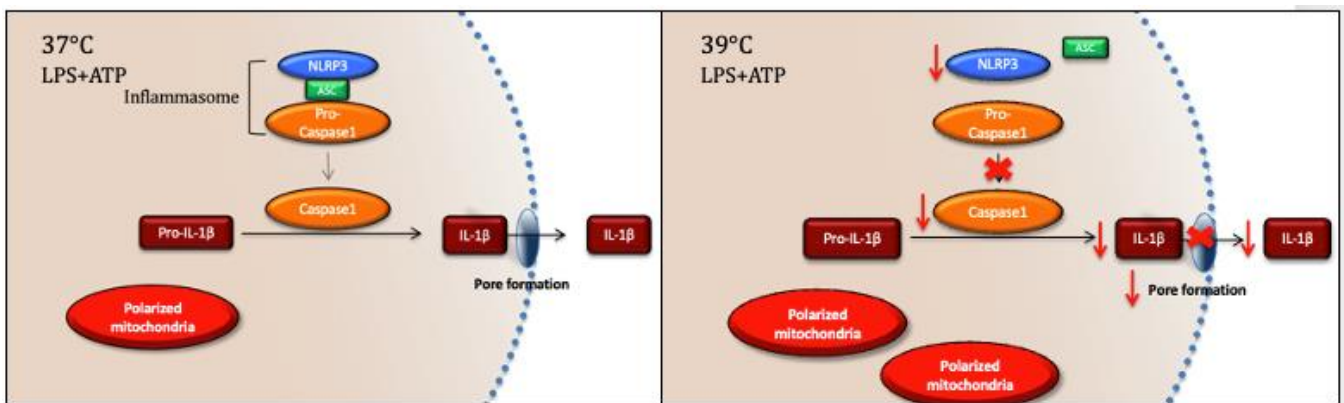 37°C
LPS+ATP
Inflammasome
NLRP3
ASC
Pro-
Caspase1
Caspase1
Pro-IL-1β
IL-1β
IL-1β
Pore formation
Polarized
mitochondria
39°C
LPS+ATP
NLRP3
ASC
Pro-
Caspase1
Caspase1
Pro-IL-1β
IL-1β
IL-1β
Pore formation
Polarized
mitochondria
Polarized
mitochondria